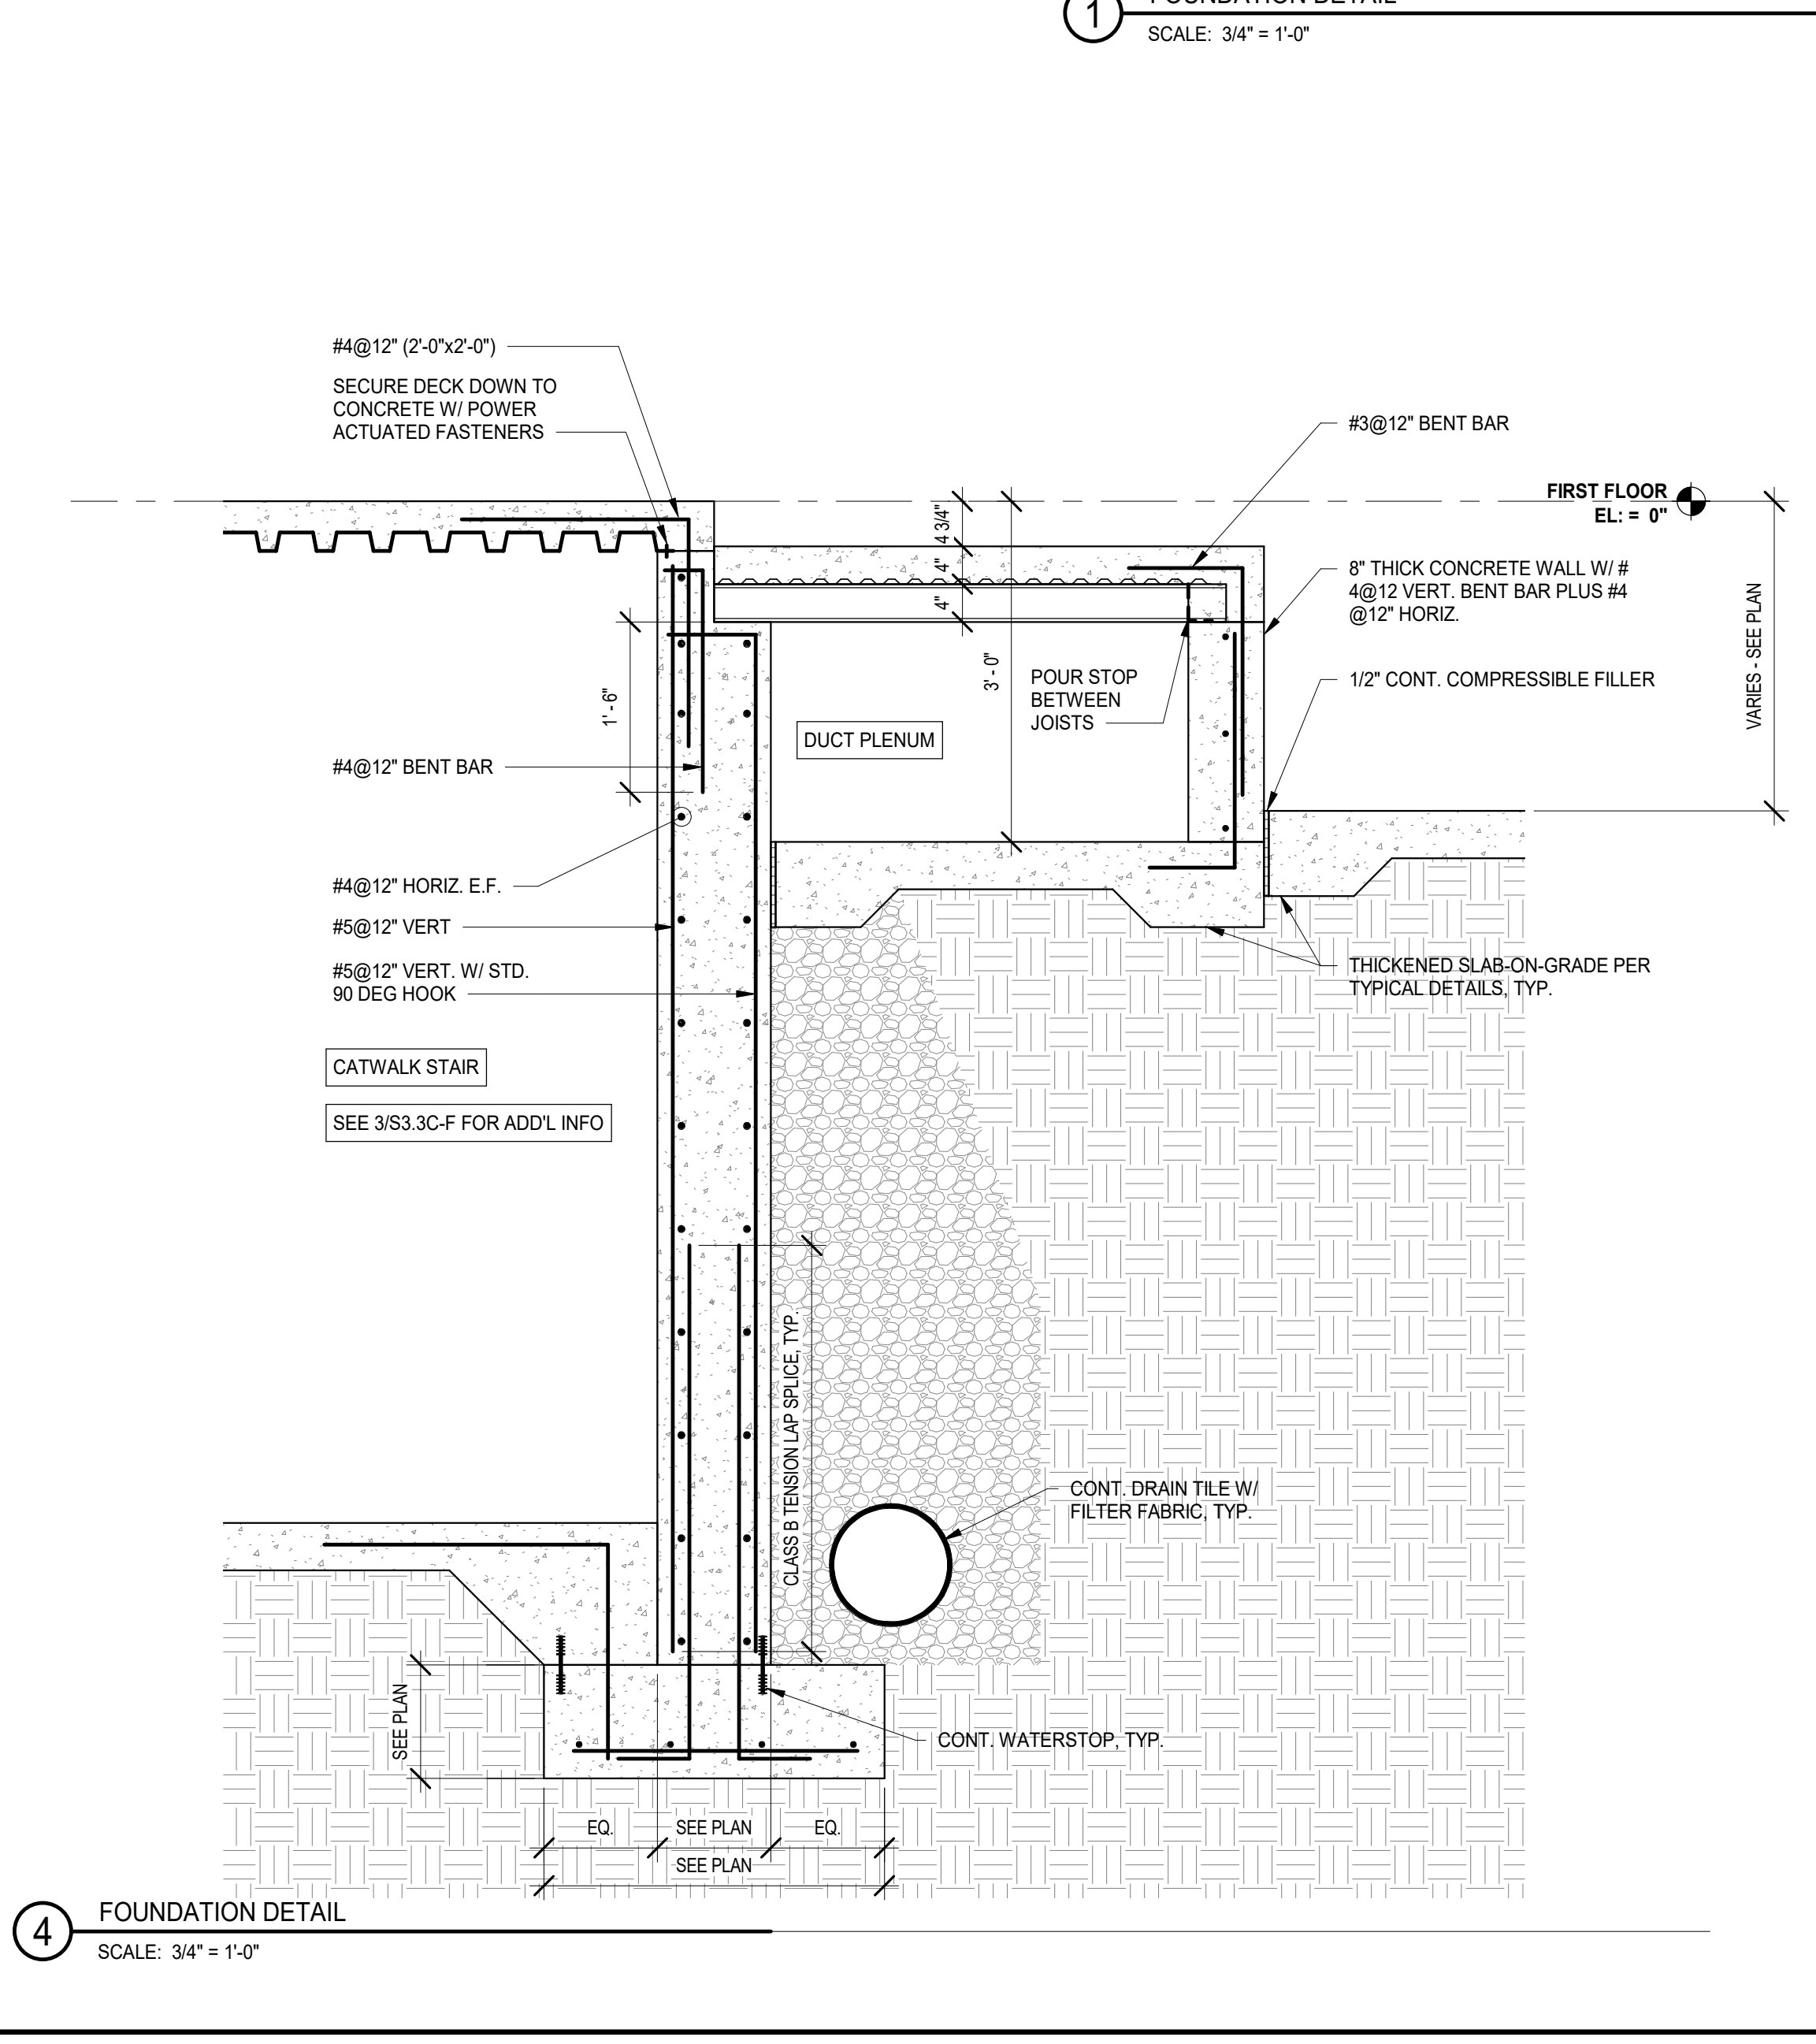 1
FOUNDATION DETAIL
SCALE: 3/4" = 1'-0"
#4@12" (2'-0"x2'-0")
SECURE DECK DOWN TO
CONCRETE W/ POWER
ACTUATED FASTENERS
#3@12" BENT BAR
FIRST FLOOR
EL: = 0"
4 3/4"
4"
4"
3' - 0"
8" THICK CONCRETE WALL W/ #
4@12 VERT. BENT BAR PLUS #4
@12" HORIZ.
VARIES - SEE PLAN
1' - 6"
POUR STOP
BETWEEN
JOISTS
1/2" CONT. COMPRESSIBLE FILLER
DUCT PLENUM
#4@12" BENT BAR
#4@12" HORIZ. E.F.
#5@12" VERT
#5@12" VERT. W/ STD.
90 DEG HOOK
THICKENED SLAB-ON-GRADE PER
TYPICAL DETAILS, TYP.
CATWALK STAIR
SEE 3/S3.3C-F FOR ADD'L INFO
CLASS B TENSION LAP SPLICE, TYP.
CONT. DRAIN TILE W/
FILTER FABRIC, TYP.
SEE PLAN
CONT. WATERSTOP, TYP.
EQ.
SEE PLAN
EQ.
SEE PLAN
4
FOUNDATION DETAIL
SCALE: 3/4" = 1'-0"